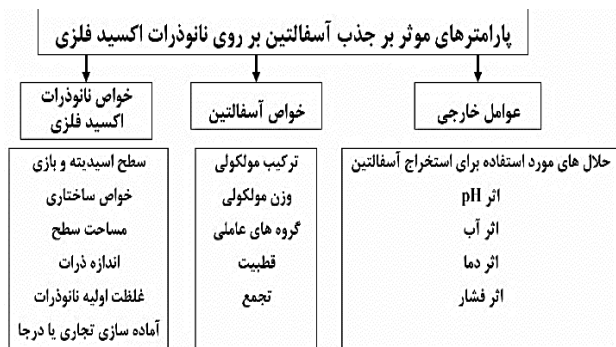 پارامترهای موثر بر جذب آسفالتین بر روی نانوذرات اکسید فلزی
خواص نانوذرات
اکسید فلزی
سطح اسیدیته و بازی
خواص ساختاری
مساحت سطح
اندازه ذرات
غلظت اولیه نانوذرات
آماده سازی تجاری یا درجا
خواص آسفالتین
ترکیب مولکولی
وزن مولکولی
گروه های عاملی
قطبیت
تجمع
عوامل خارجی
حلال های مورد استفاده برای استخراج آسفالتین
اثر pH
اثر آب
اثر دما
اثر فشار